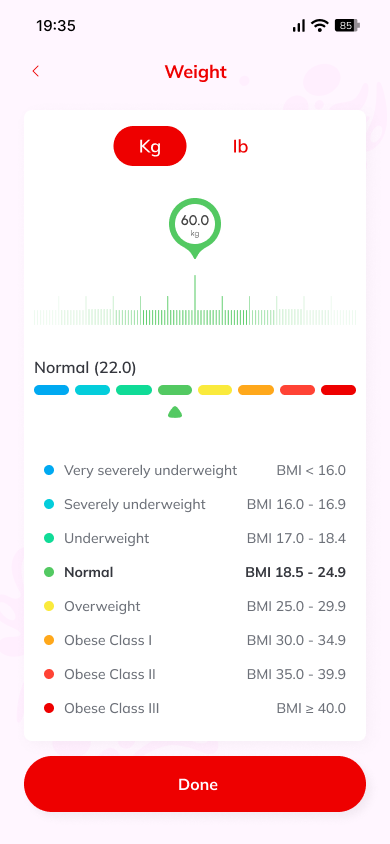 19:35
85
Weight
Kg
lb
60.0
kg
Normal (22.0)
Very severely underweight BMI < 16.0
Severely underweight BMI 16.0 - 16.9
Underweight BMI 17.0 - 18.4
Normal BMI 18.5 - 24.9
Overweight BMI 25.0 - 29.9
Obese Class I BMI 30.0 - 34.9
Obese Class II BMI 35.0 - 39.9
Obese Class III BMI ≥ 40.0
Done